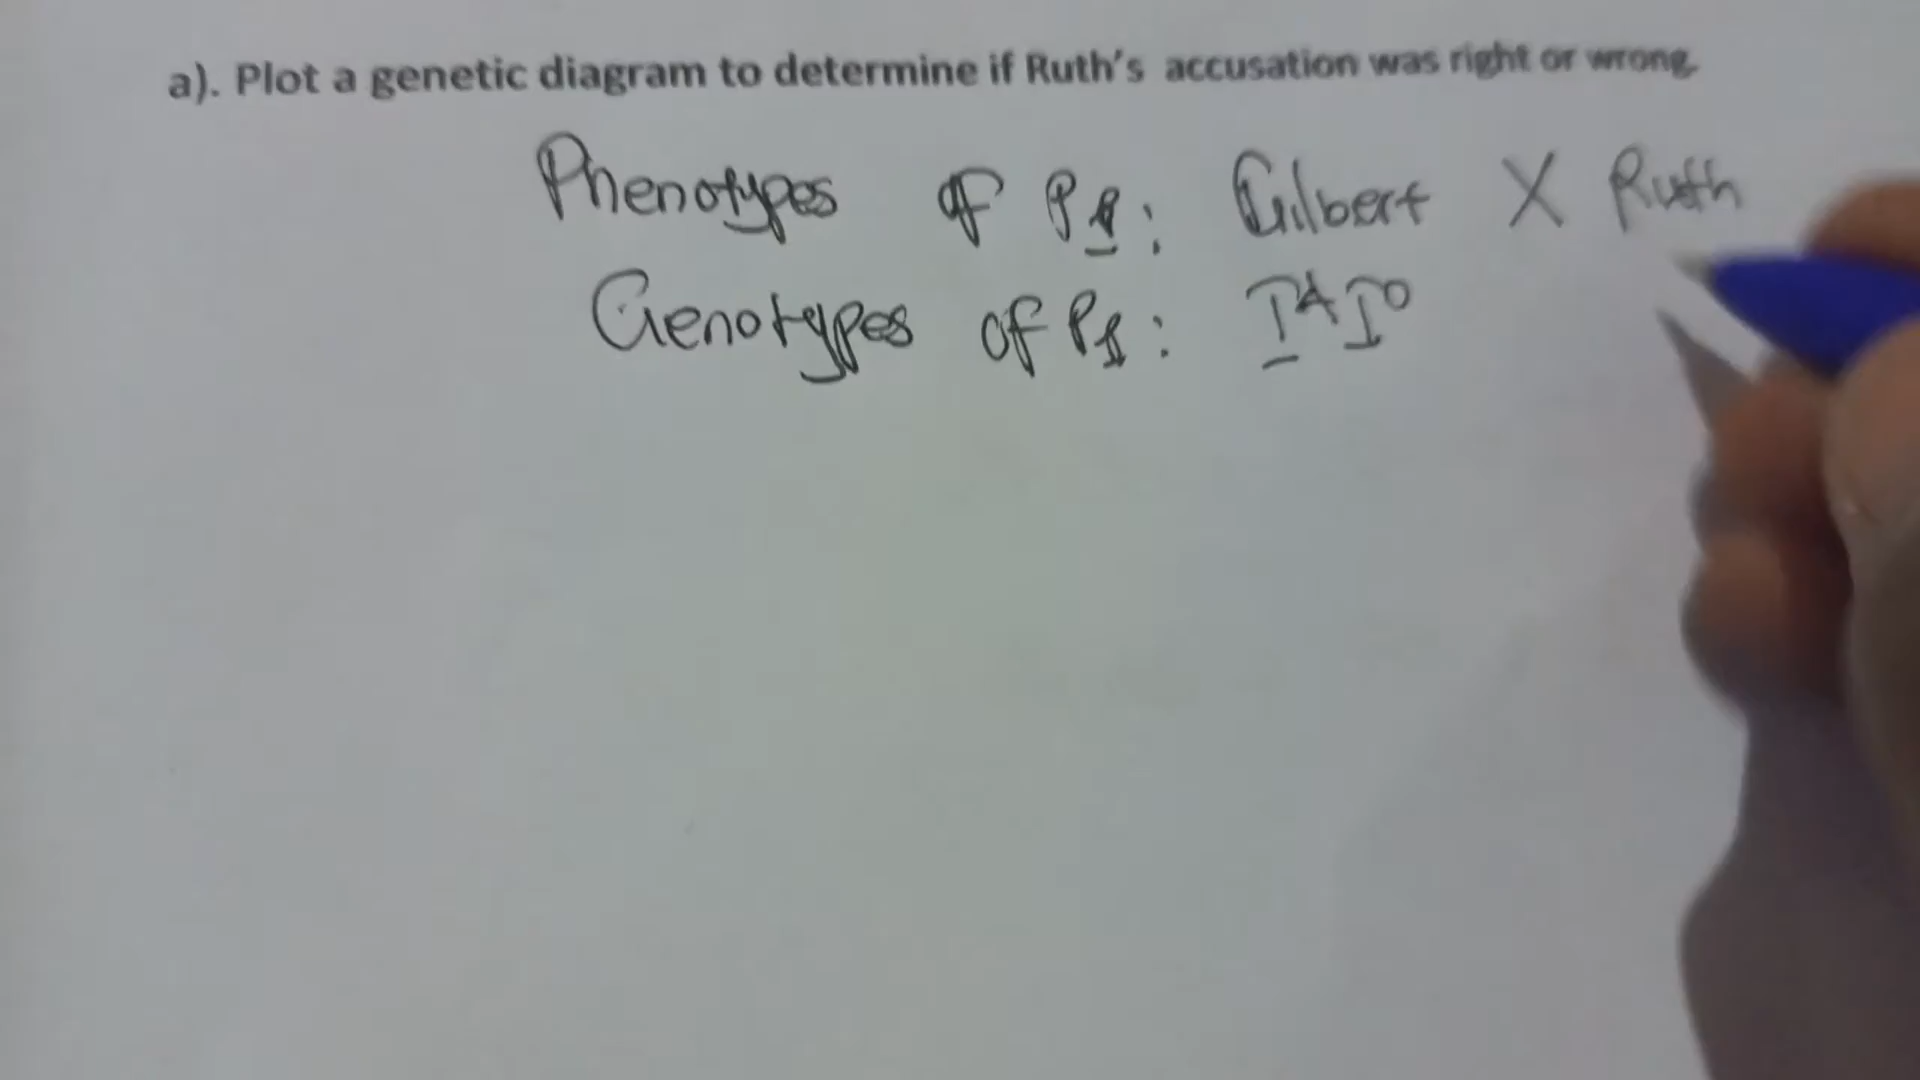 a). Plot a genetic diagram to determine if Ruth's accusation was right or wrong.
Phenotypes of P1: Gilbert X Ruth
Genotypes of P1: IᴬIᴼ